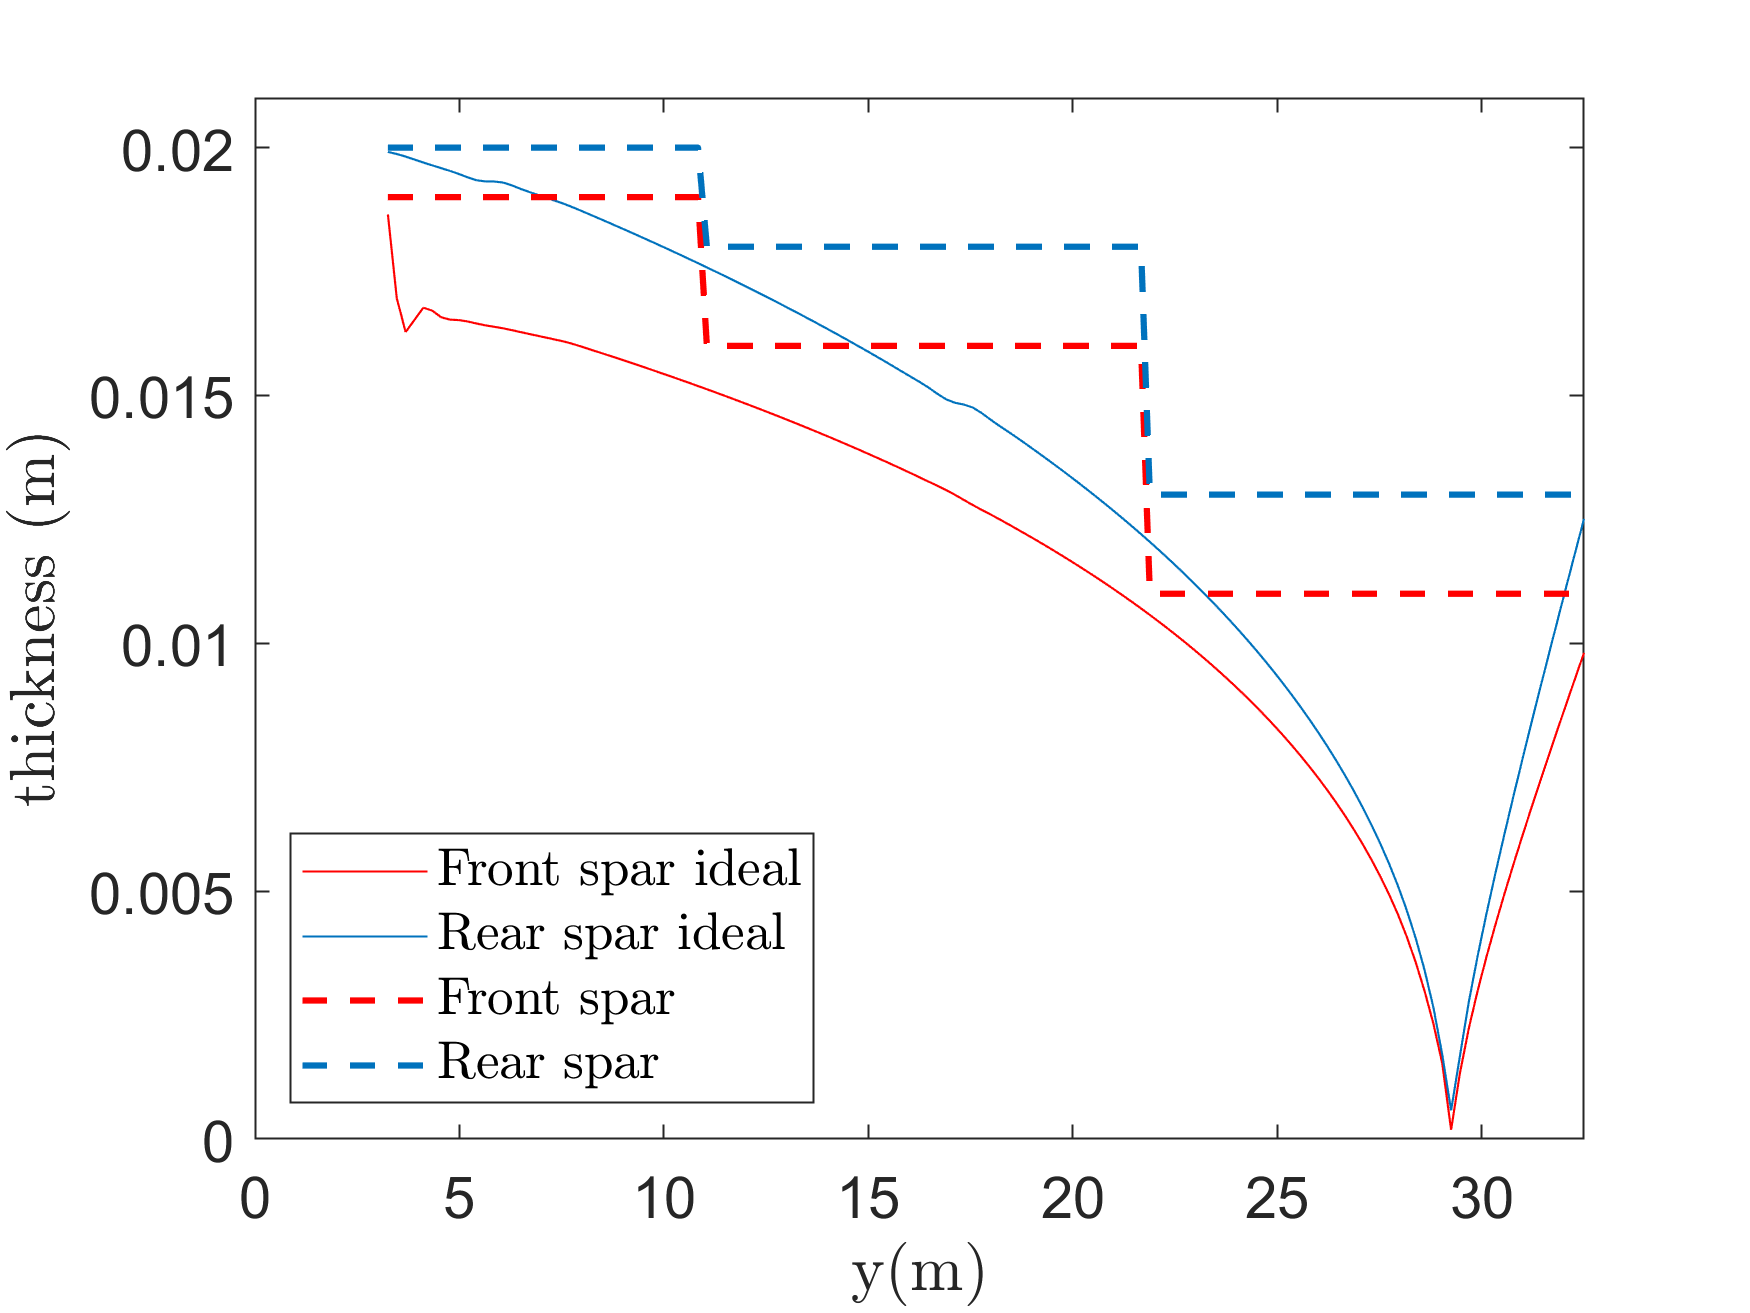 0.02
0.015
0.01
0.005
0
thickness (m)
0 5 10 15 20 25 30
y(m)
Front spar ideal
Rear spar ideal
Front spar
Rear spar